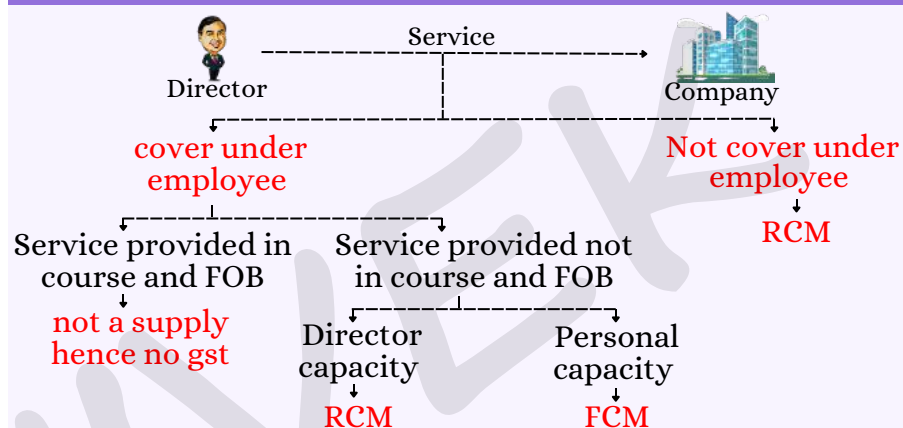 Service
Director
Company
cover under
employee
Not cover under
employee
RCM
Service provided in
course and FOB
not a supply
hence no gst
Service provided not
in course and FOB
Director
capacity
RCM
Personal
capacity
FCM